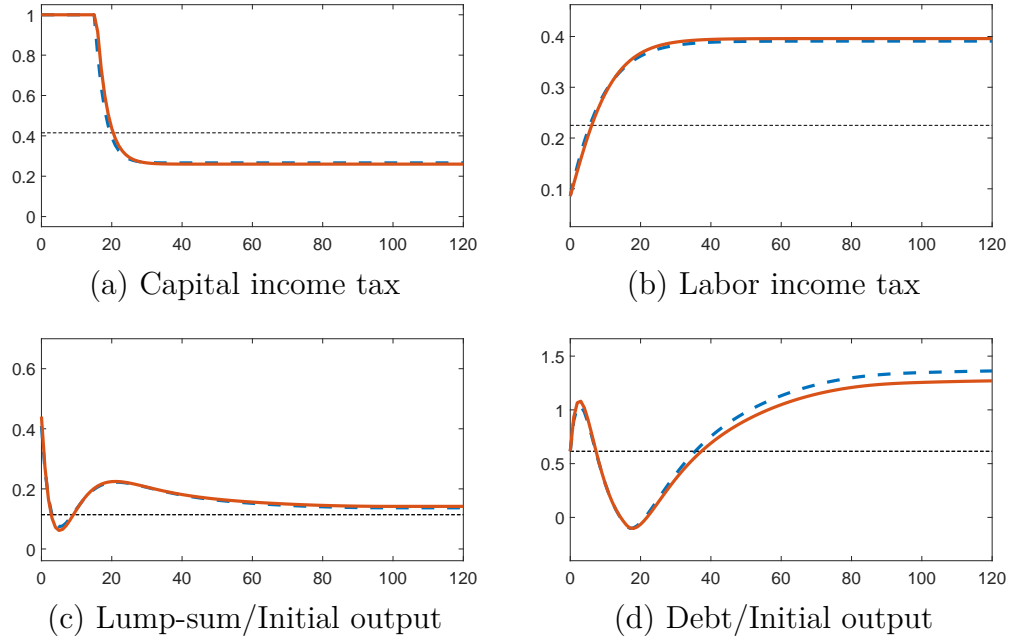 1
0.8
0.6
0.4
0.2
0
0 20 40 60 80 100 120
(a) Capital income tax
0.4
0.3
0.2
0.1
0 20 40 60 80 100 120
(b) Labor income tax
0.6
0.4
0.2
0
0 20 40 60 80 100 120
(c) Lump-sum/Initial output
1.5
1
0.5
0
0 20 40 60 80 100 120
(d) Debt/Initial output